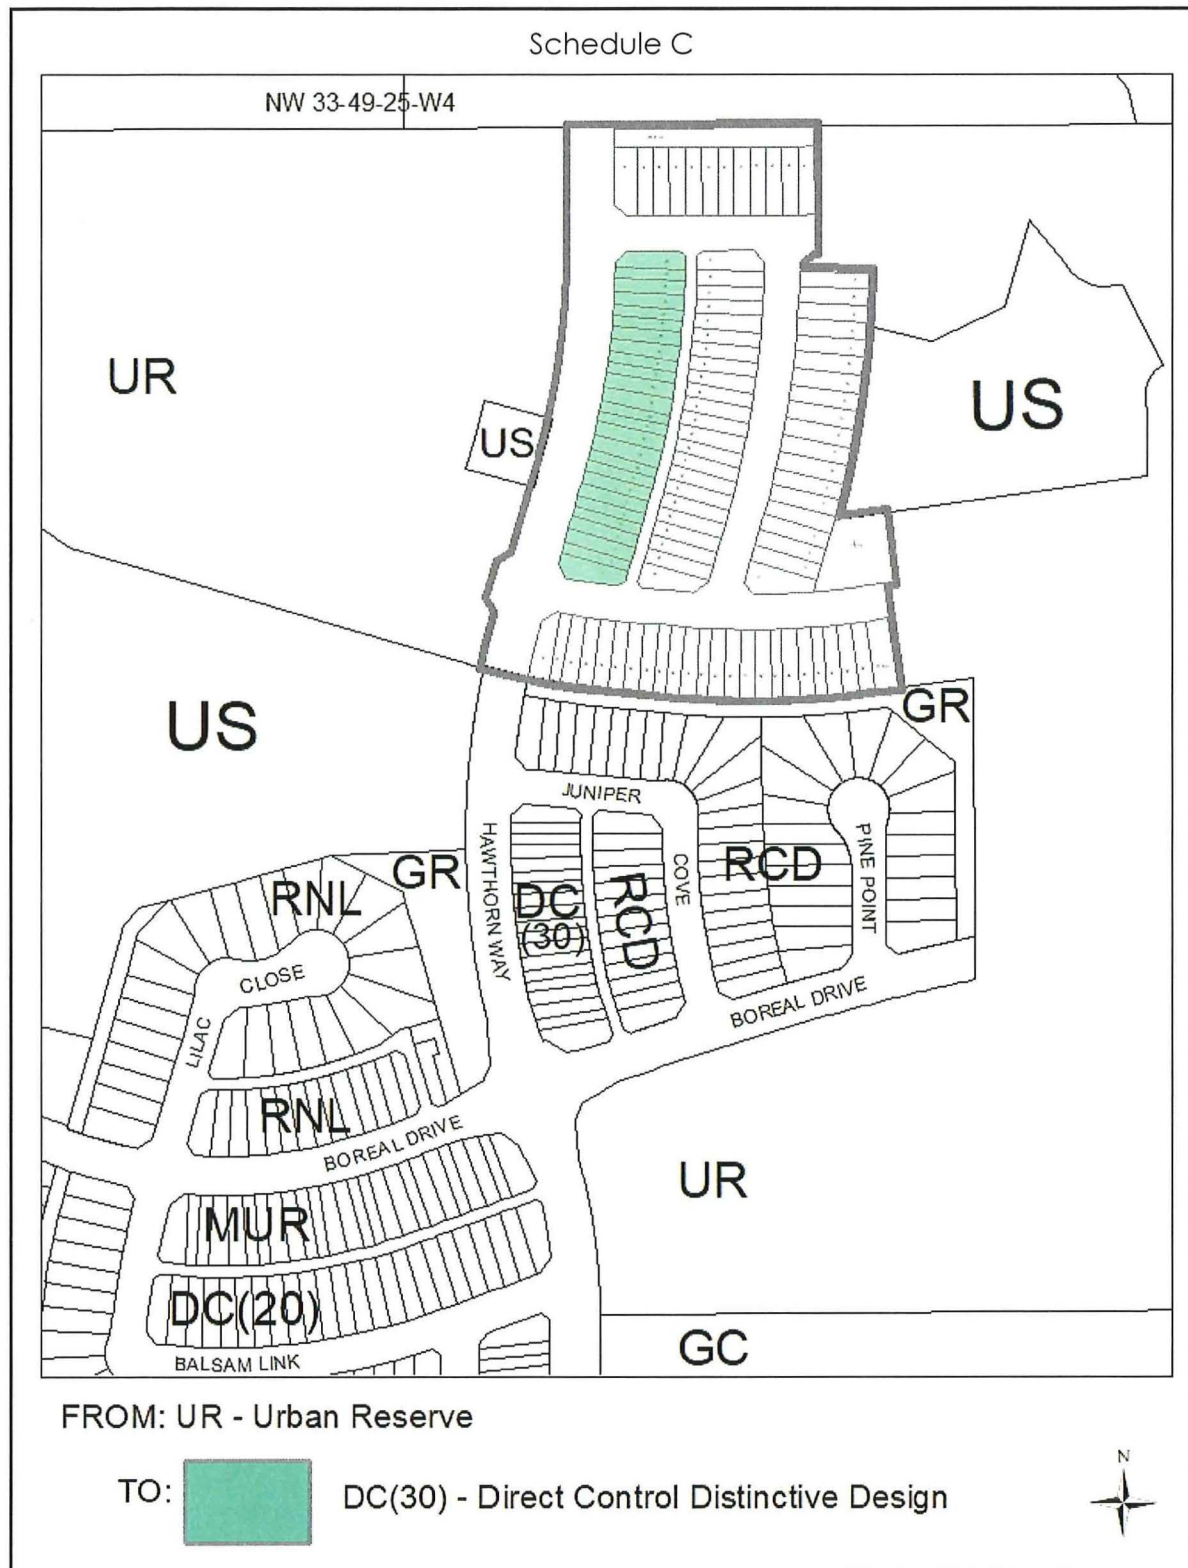 Schedule C
NW 33-49-25-W4
UR
US
US
US
GR
JUNIPER
HAWTHORN WAY
COVE
PINE POINT
GR
RNL
RCD
DC
(30)
RCD
CLOSE
BOREAL DRIVE
LILAC
RNL
BOREAL DRIVE
UR
MUR
DC(20)
GC
BALSAM LINK
FROM: UR - Urban Reserve
N
TO: DC(30) - Direct Control Distinctive Design